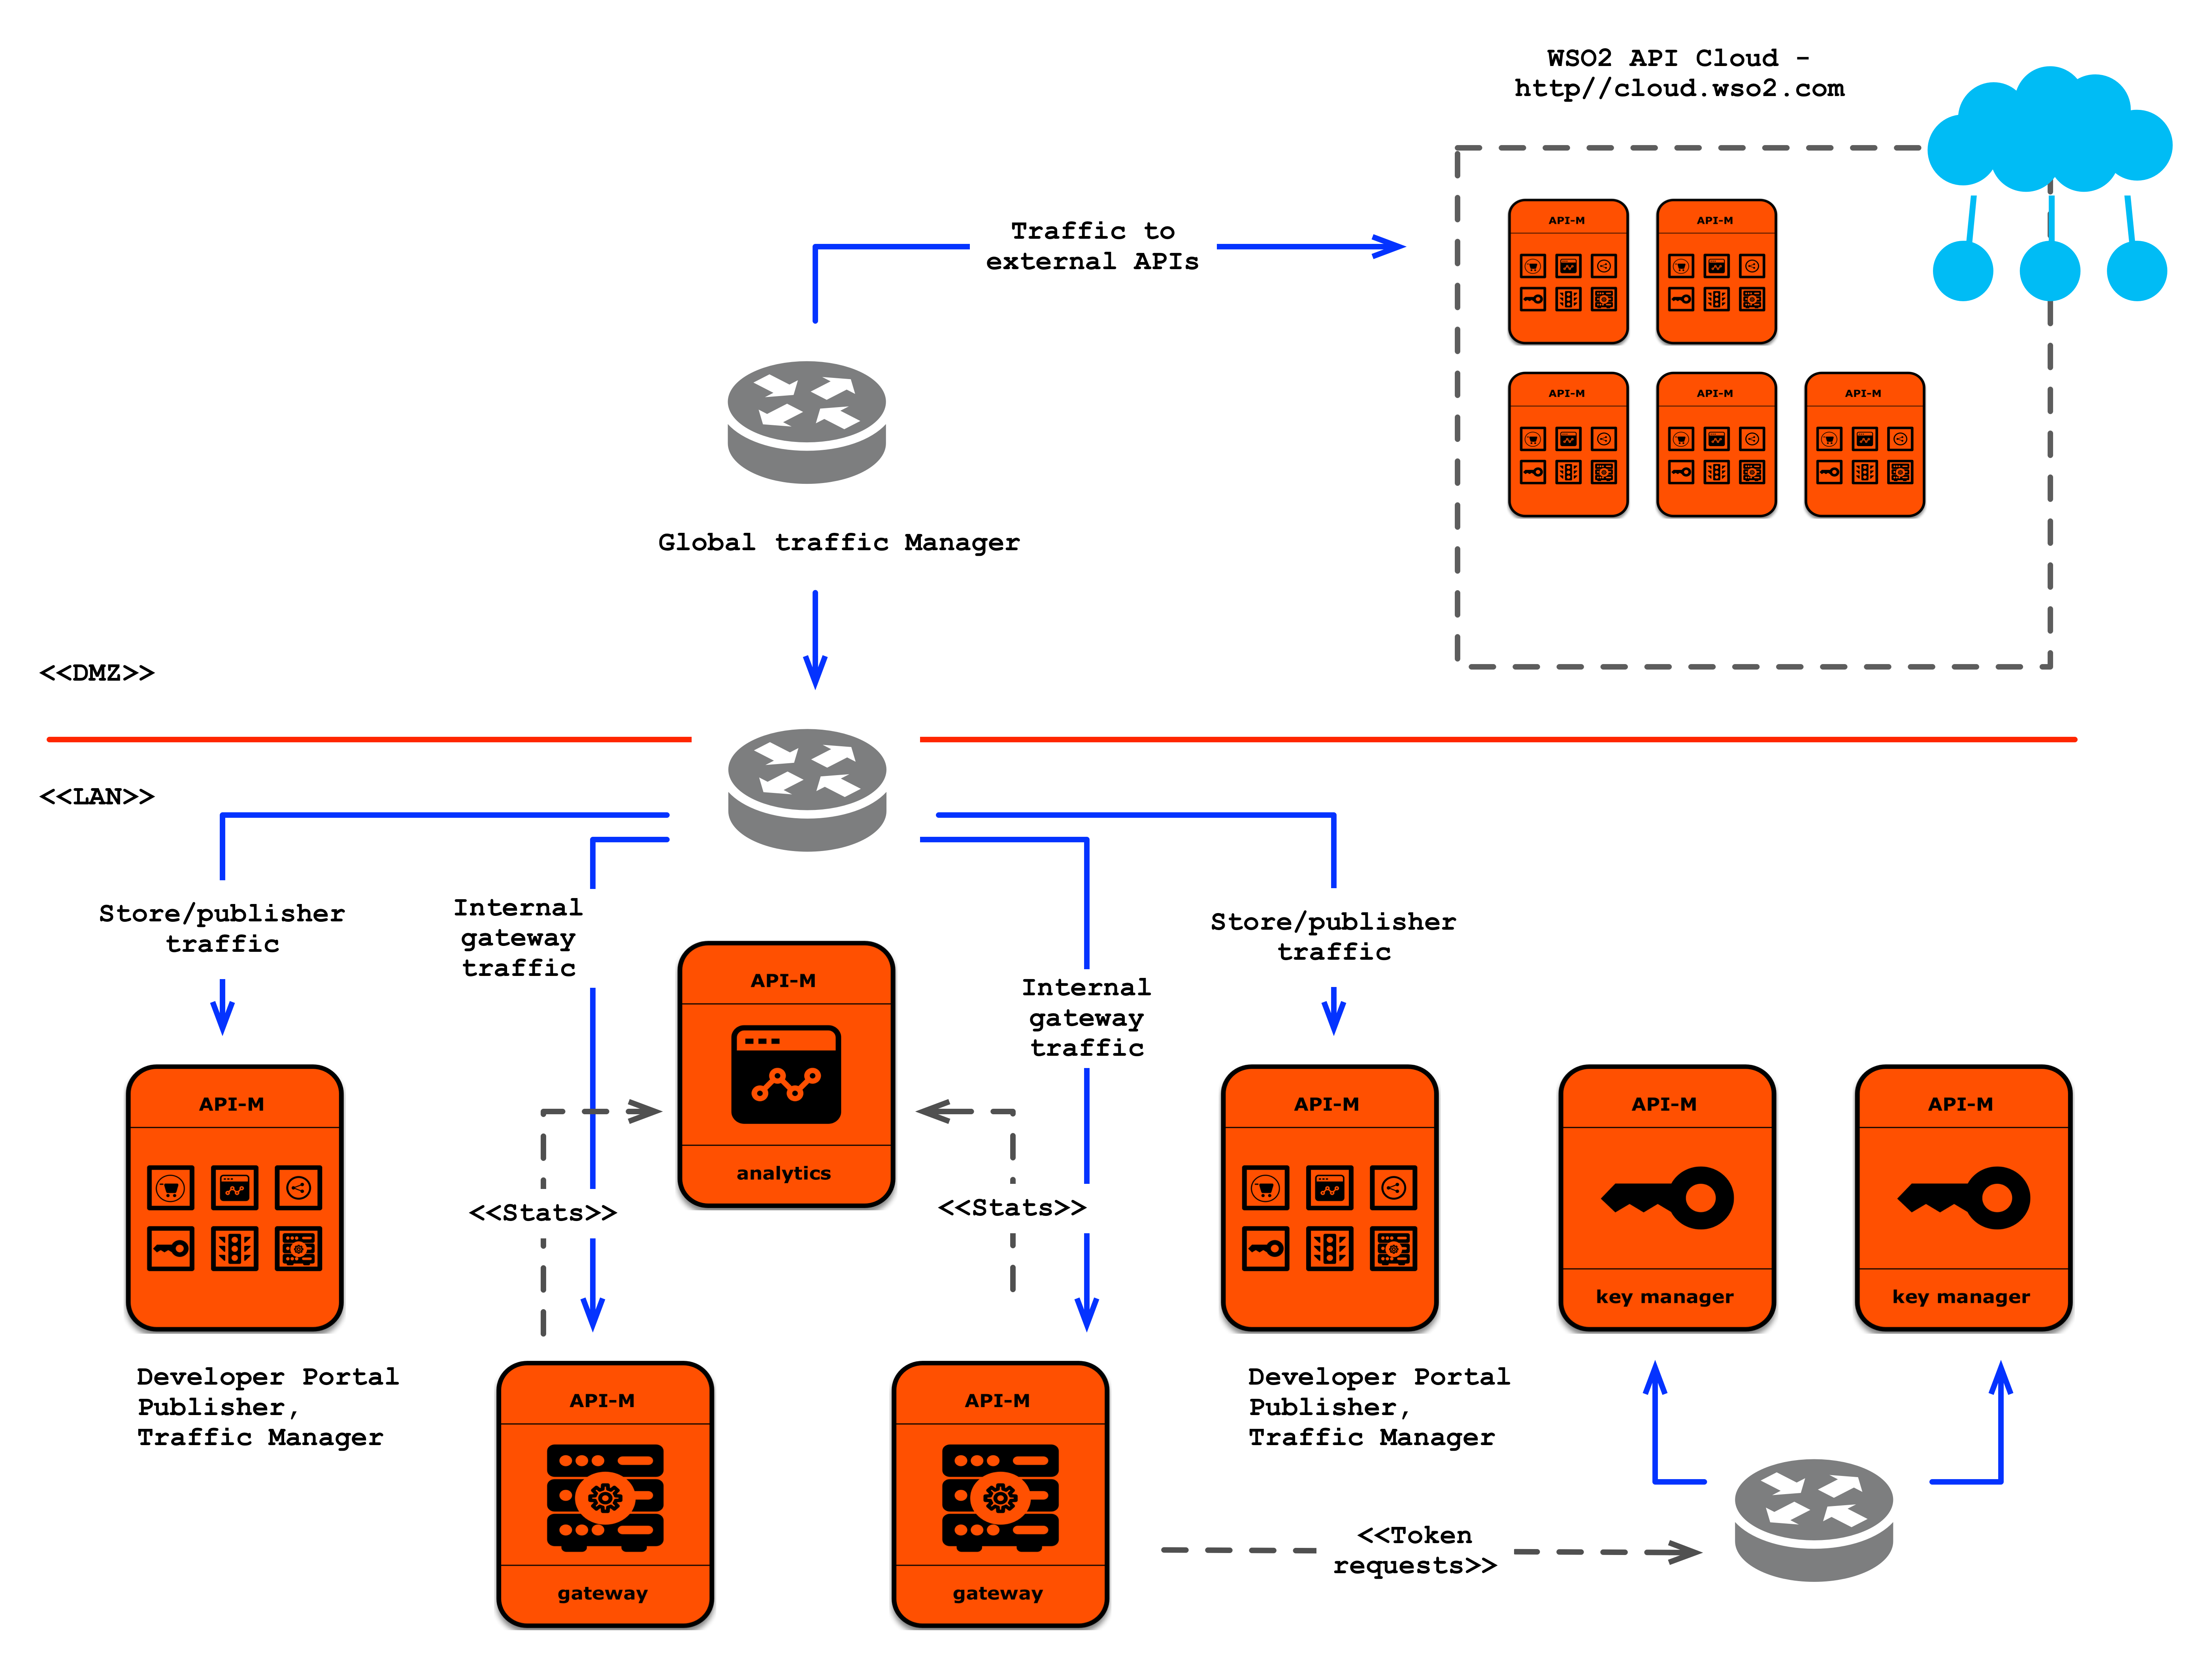 WSO2 API Cloud -
http//cloud.wso2.com
API-M
API-M
Traffic to
external APIs
API-M
API-M
API-M
Global traffic Manager
<<DMZ>>
<<LAN>>
Store/publisher
traffic
Internal
gateway
traffic
Store/publisher
traffic
Internal
gateway
traffic
API-M
analytics
API-M
API-M
API-M
key manager
API-M
key manager
<<Stats>>
<<Stats>>
Developer Portal
Publisher,
Traffic Manager
Developer Portal
Publisher,
Traffic Manager
API-M
gateway
API-M
gateway
<<Token
requests>>